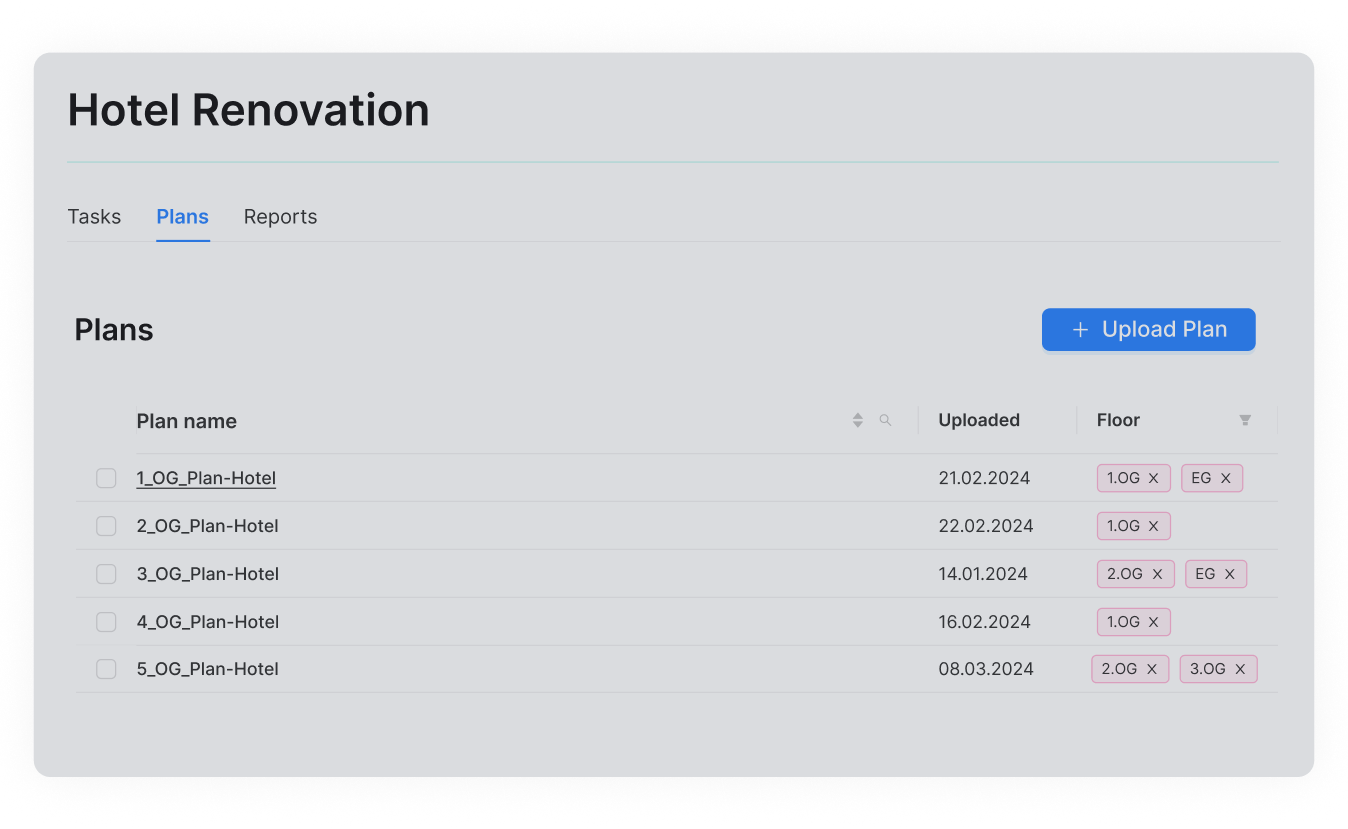 Hotel Renovation
Tasks Plans Reports
Plans
+ Upload Plan
Plan name Uploaded Floor
1_OG_Plan-Hotel 21.02.2024 1.OG X EG X
2_OG_Plan-Hotel 22.02.2024 1.OG X
3_OG_Plan-Hotel 14.01.2024 2.OG X EG X
4_OG_Plan-Hotel 16.02.2024 1.OG X
5_OG_Plan-Hotel 08.03.2024 2.OG X 3.OG X